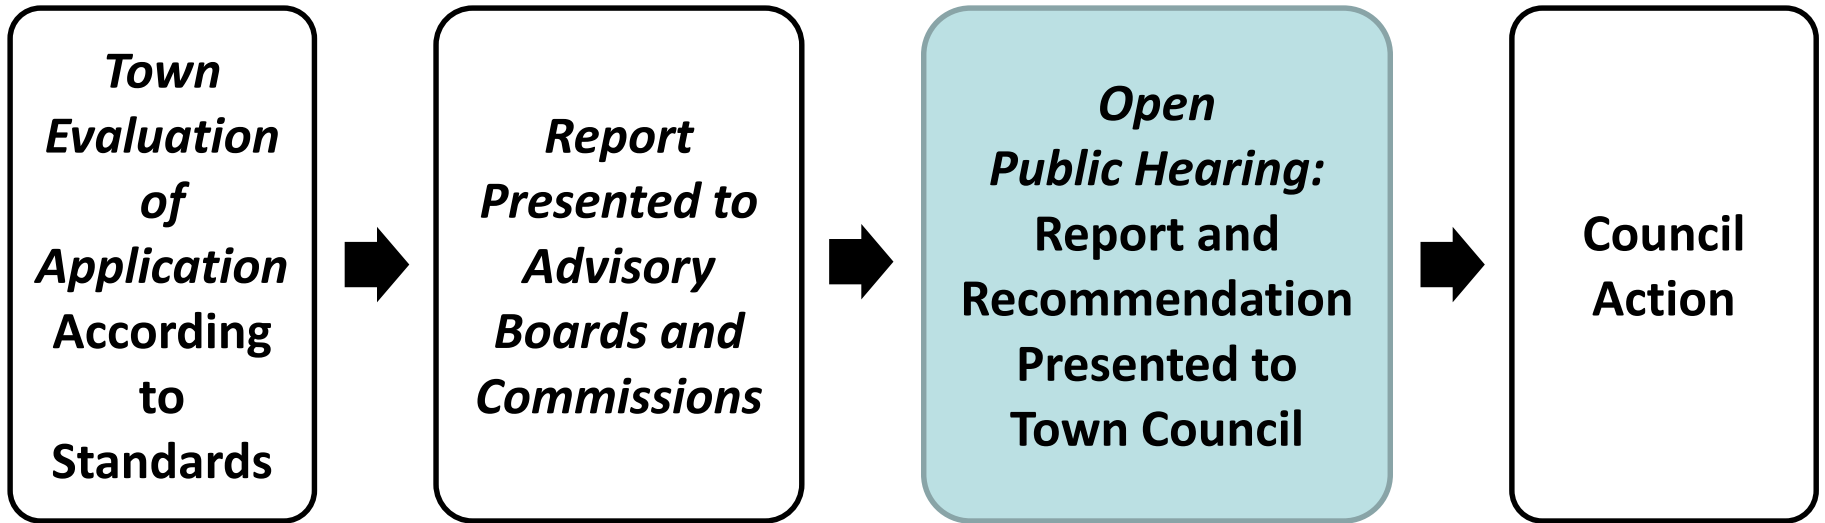 Town
Evaluation
of
Application
According
to
Standards
Report
Presented to
Advisory
Boards and
Commissions
Open
Public Hearing:
Report and
Recommendation
Presented to
Town Council
Council
Action